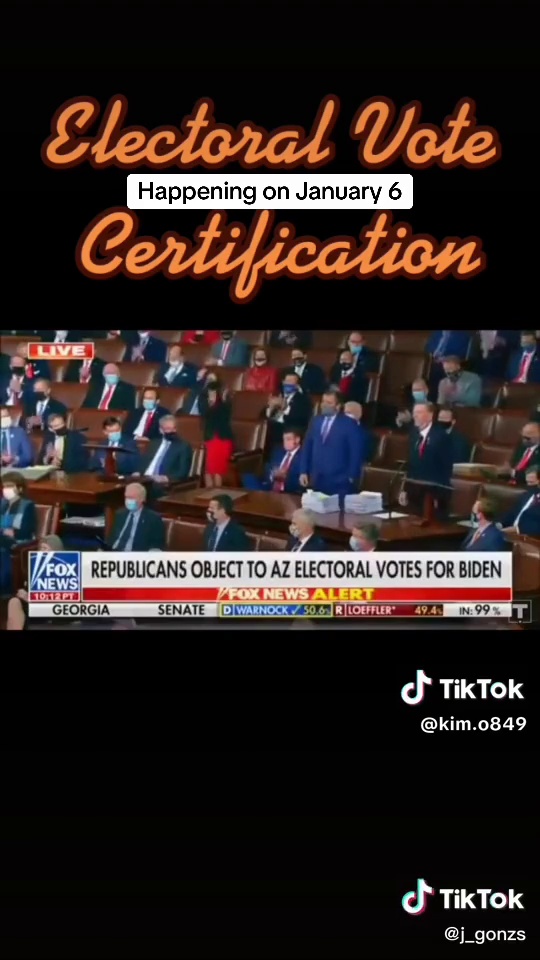 Electoral Vote
Happening on January 6
Certification
LIVE
FOX
NEWS
10:12 PT
REPUBLICANS OBJECT TO AZ ELECTORAL VOTES FOR BIDEN
FOX NEWS ALERT
GEORGIA SENATE D WARNOCK ✓ 50.6% R LOEFFLER* 49.4% IN: 99%
T
TikTok
@kim.o849
TikTok
@j_gonzs